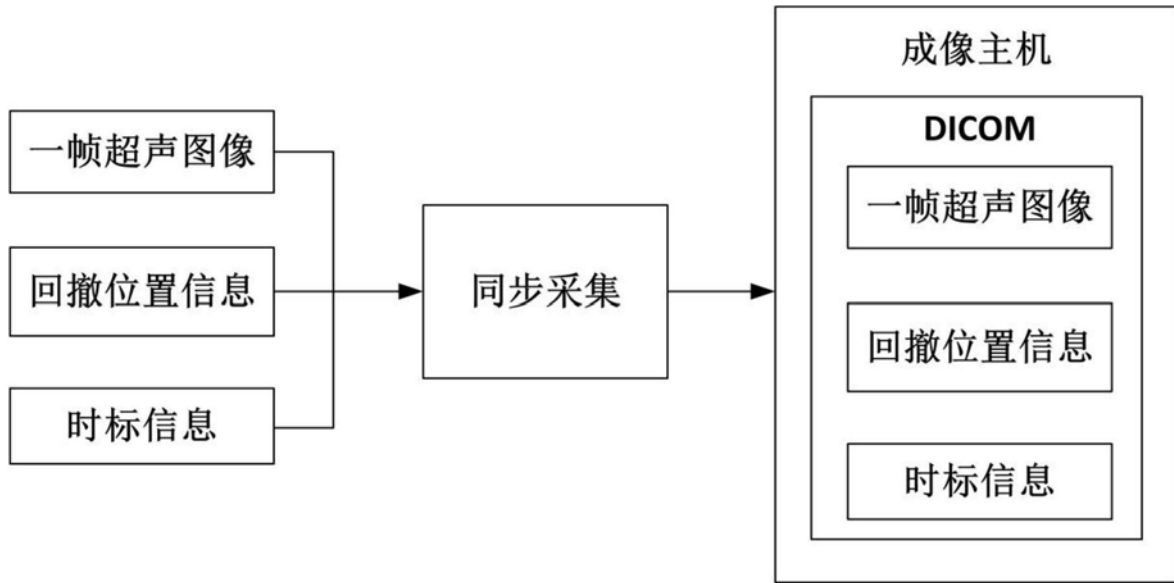 一帧超声图像
回撤位置信息
时标信息
同步采集
成像主机
DICOM
一帧超声图像
回撤位置信息
时标信息